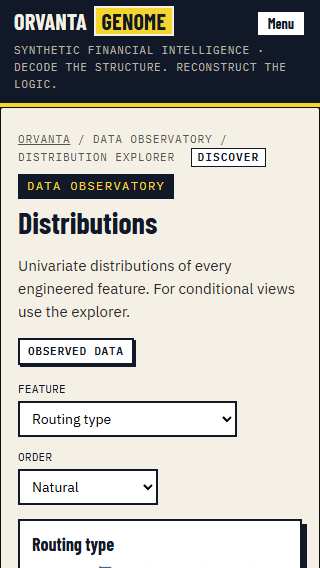 ORVANTA GENOME
Menu
SYNTHETIC FINANCIAL INTELLIGENCE ·
DECODE THE STRUCTURE. RECONSTRUCT THE
LOGIC.
ORVANTA / DATA OBSERVATORY /
DISTRIBUTION EXPLORER DISCOVER
DATA OBSERVATORY
Distributions
Univariate distributions of every
engineered feature. For conditional views
use the explorer.
OBSERVED DATA
FEATURE
Routing type
ORDER
Natural
Routing type